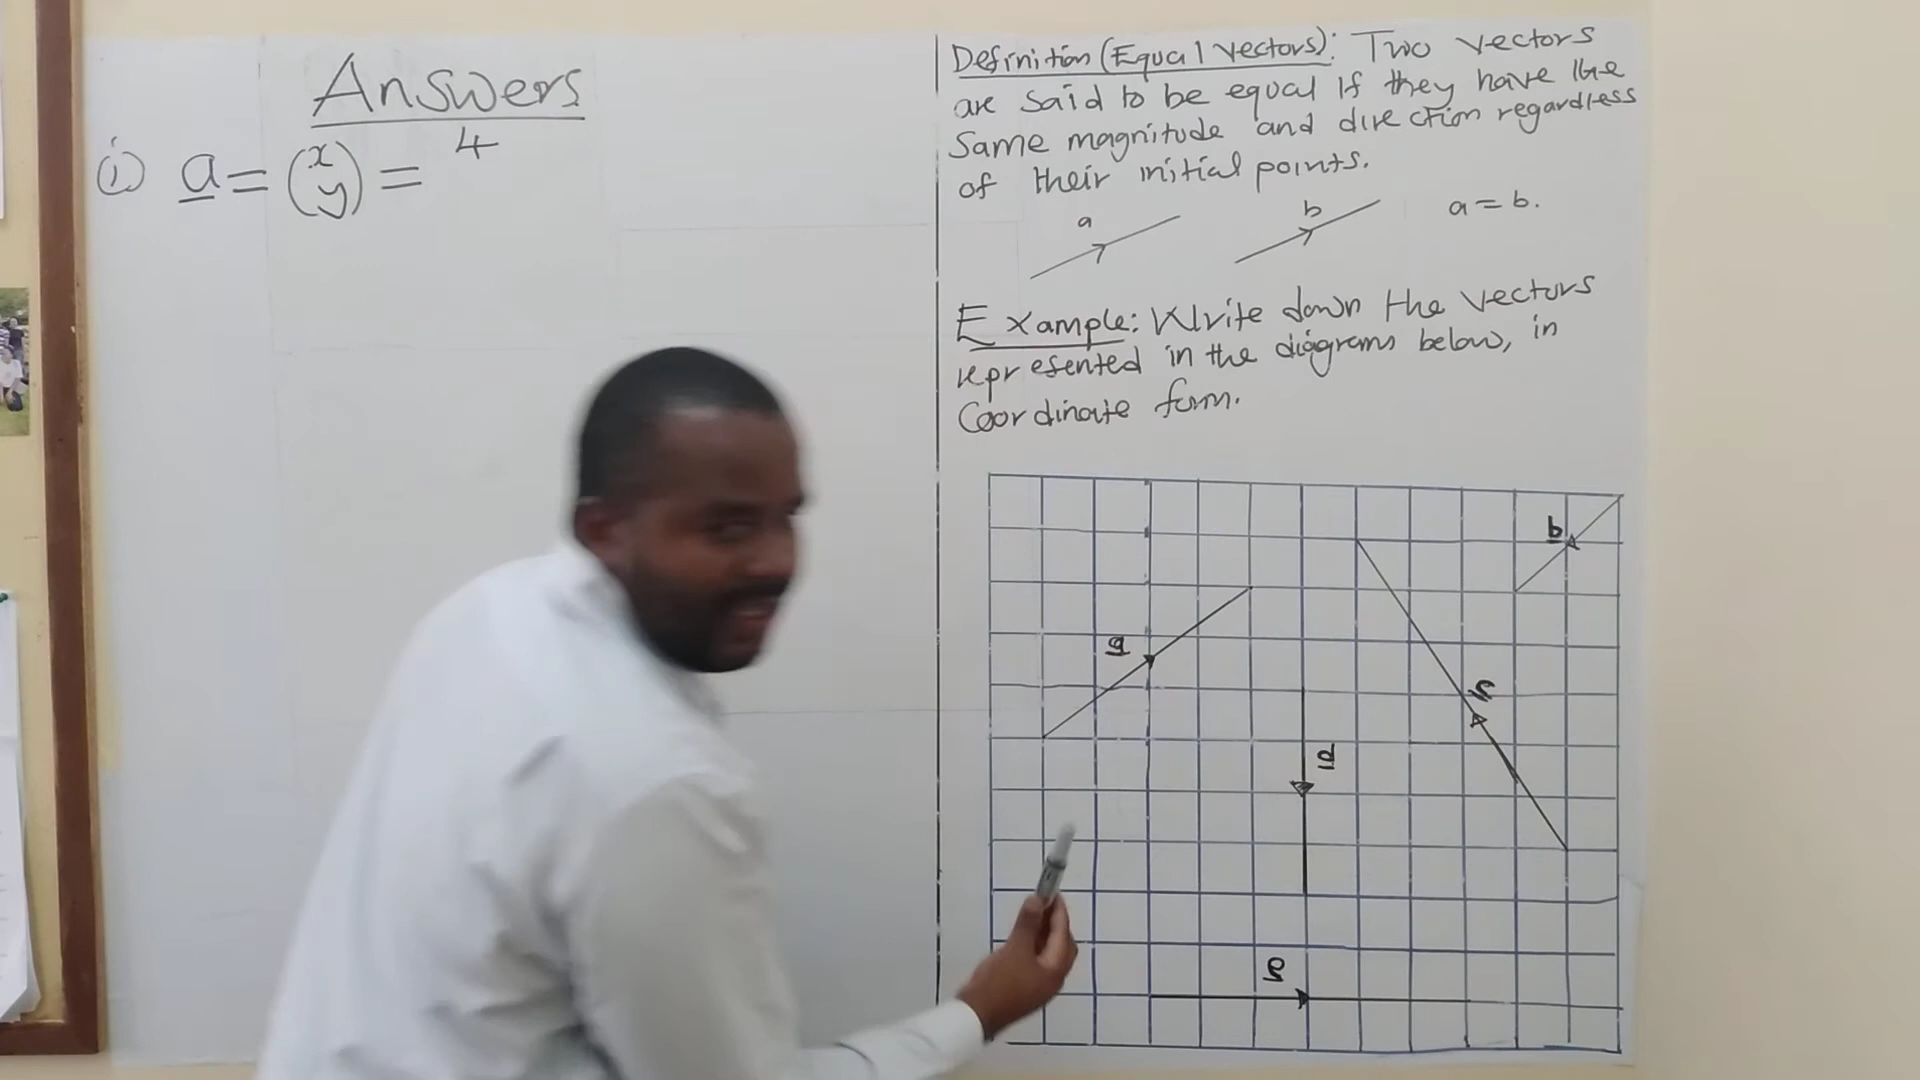 Answers
i) a = (x y) = 4
Definition (Equal vectors): Two vectors
are said to be equal if they have the
same magnitude and direction regardless
of their initial points.
a
b
a = b.
Example: Write down the vectors
represented in the diagrams below, in
Coordinate form.
b
a
c
d
e